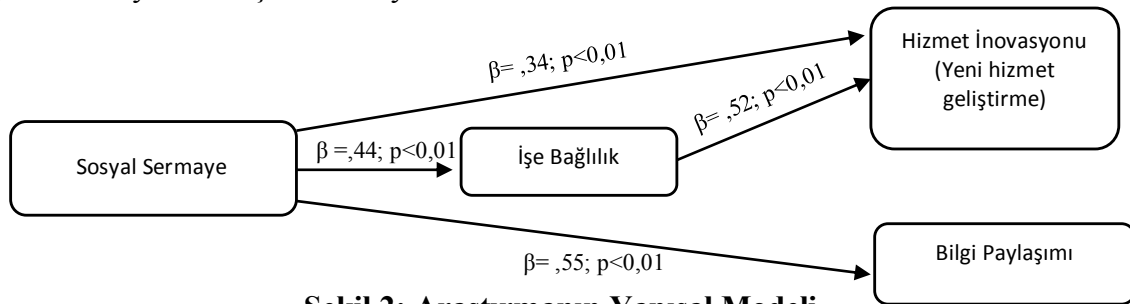 Hizmet İnovasyonu
(Yeni hizmet
geliştirme)
β= ,34; p<0,01
β= ,52; p<0,01
Sosyal Sermaye
β =,44; p<0,01
İşe Bağlılık
β= ,55; p<0,01
Bilgi Paylaşımı